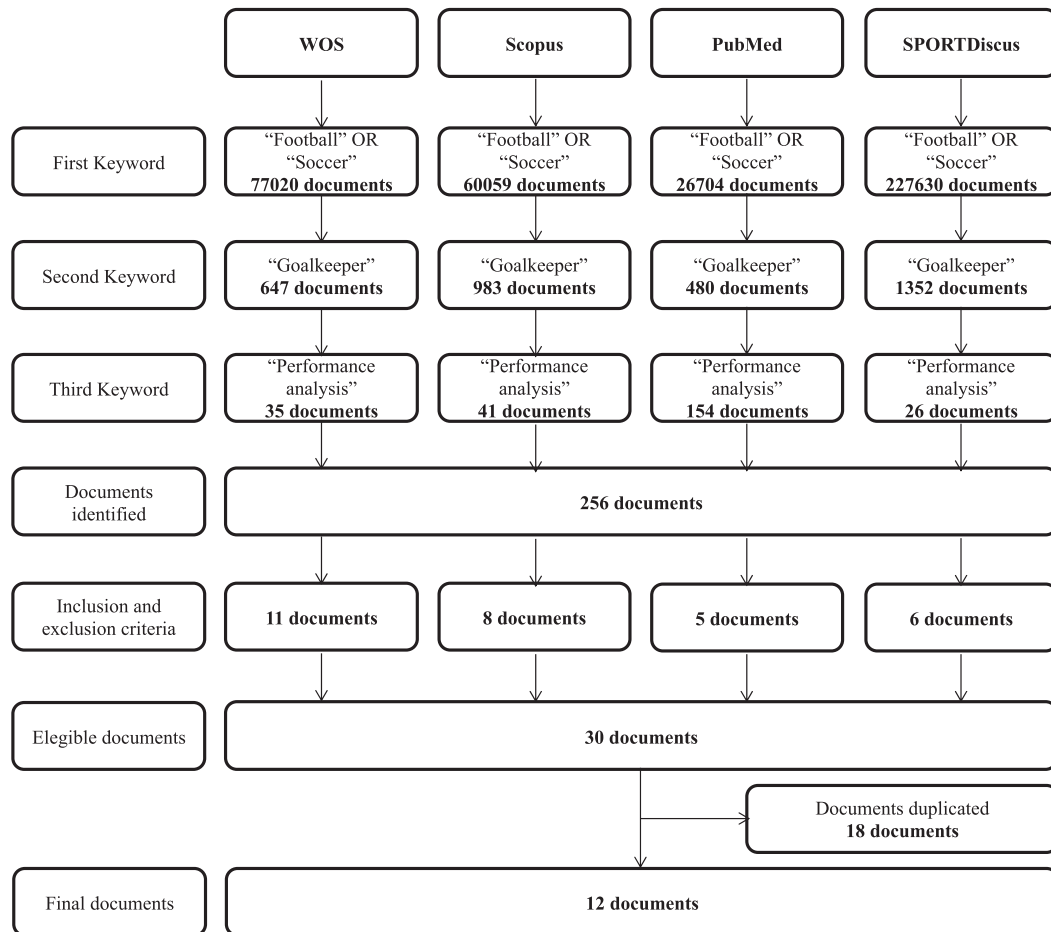 WOS
Scopus
PubMed
SPORTDiscus
First Keyword
“Football” OR
“Soccer”
77020 documents
“Football” OR
“Soccer”
60059 documents
“Football” OR
“Soccer”
26704 documents
“Football” OR
“Soccer”
227630 documents
Second Keyword
“Goalkeeper”
647 documents
“Goalkeeper”
983 documents
“Goalkeeper”
480 documents
“Goalkeeper”
1352 documents
Third Keyword
“Performance
analysis”
35 documents
“Performance
analysis”
41 documents
“Performance
analysis”
154 documents
“Performance
analysis”
26 documents
Documents
identified
256 documents
Inclusion and
exclusion criteria
11 documents
8 documents
5 documents
6 documents
Elegible documents
30 documents
Documents duplicated
18 documents
Final documents
12 documents